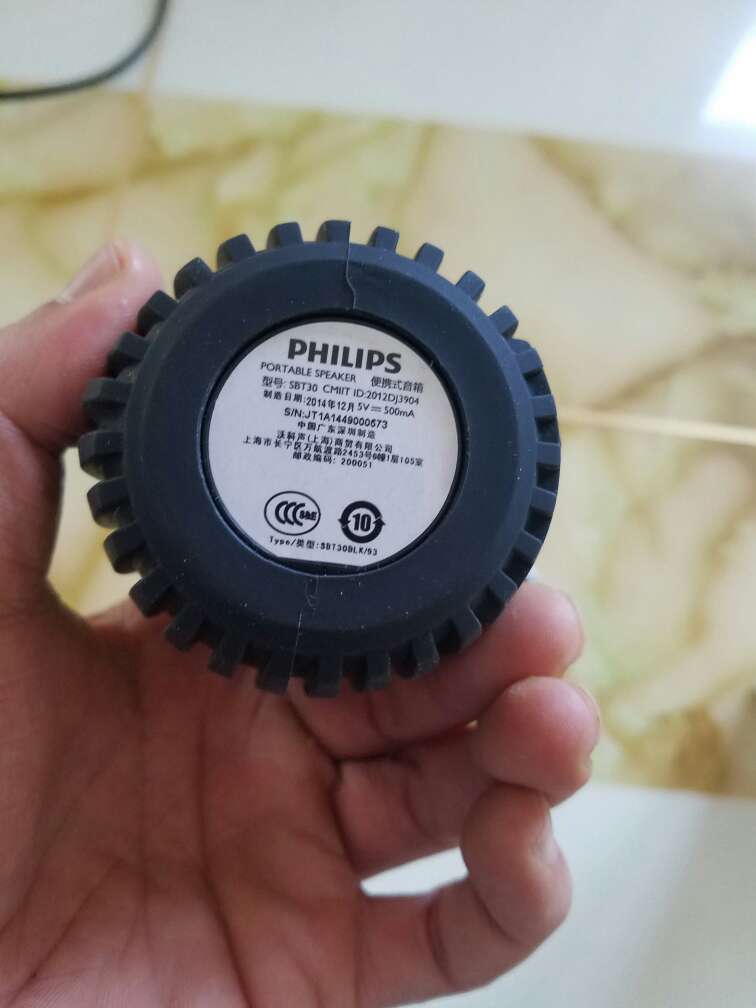 PHILIPS
PORTABLE SPEAKER 便携式音箱
型号: SBT30 CMIIT ID:2012DJ3904
制造日期:2014年12月 5V⎓500mA
S/N:JT1A1449000673
中国广东深圳制造
沃科声(上海)商贸有限公司
上海市长宁区万航渡路2453号6幢1层105室
邮政编码: 200051
CCC S&E
10
Type/类型:SBT30BLK/93